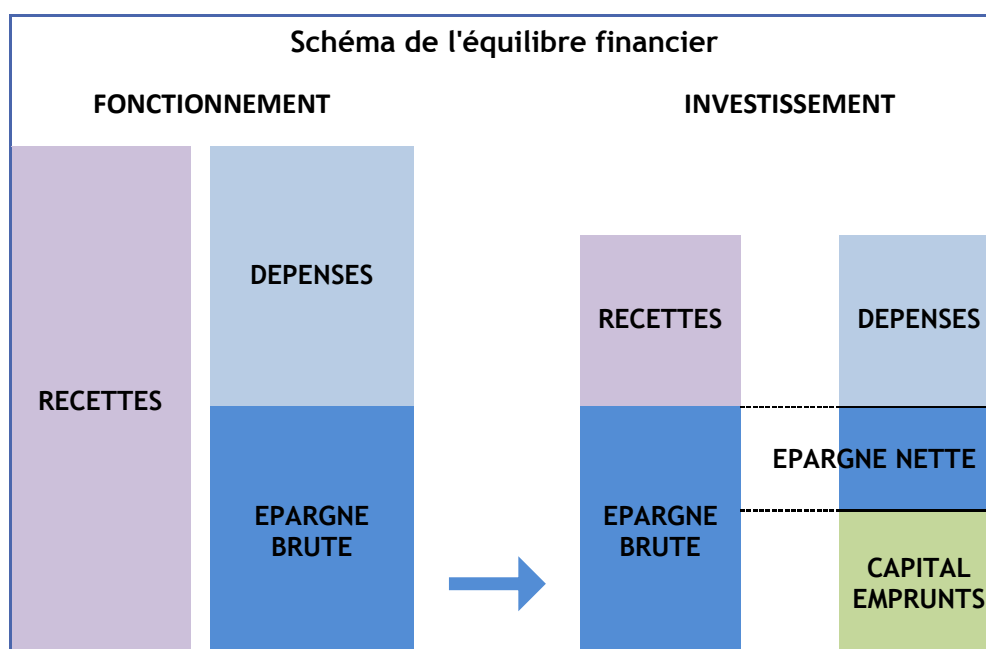 Schéma de l'équilibre financier
FONCTIONNEMENT
INVESTISSEMENT
RECETTES
DEPENSES
EPARGNE
BRUTE
RECETTES
EPARGNE
BRUTE
DEPENSES
EPARGNE NETTE
CAPITAL
EMPRUNTS